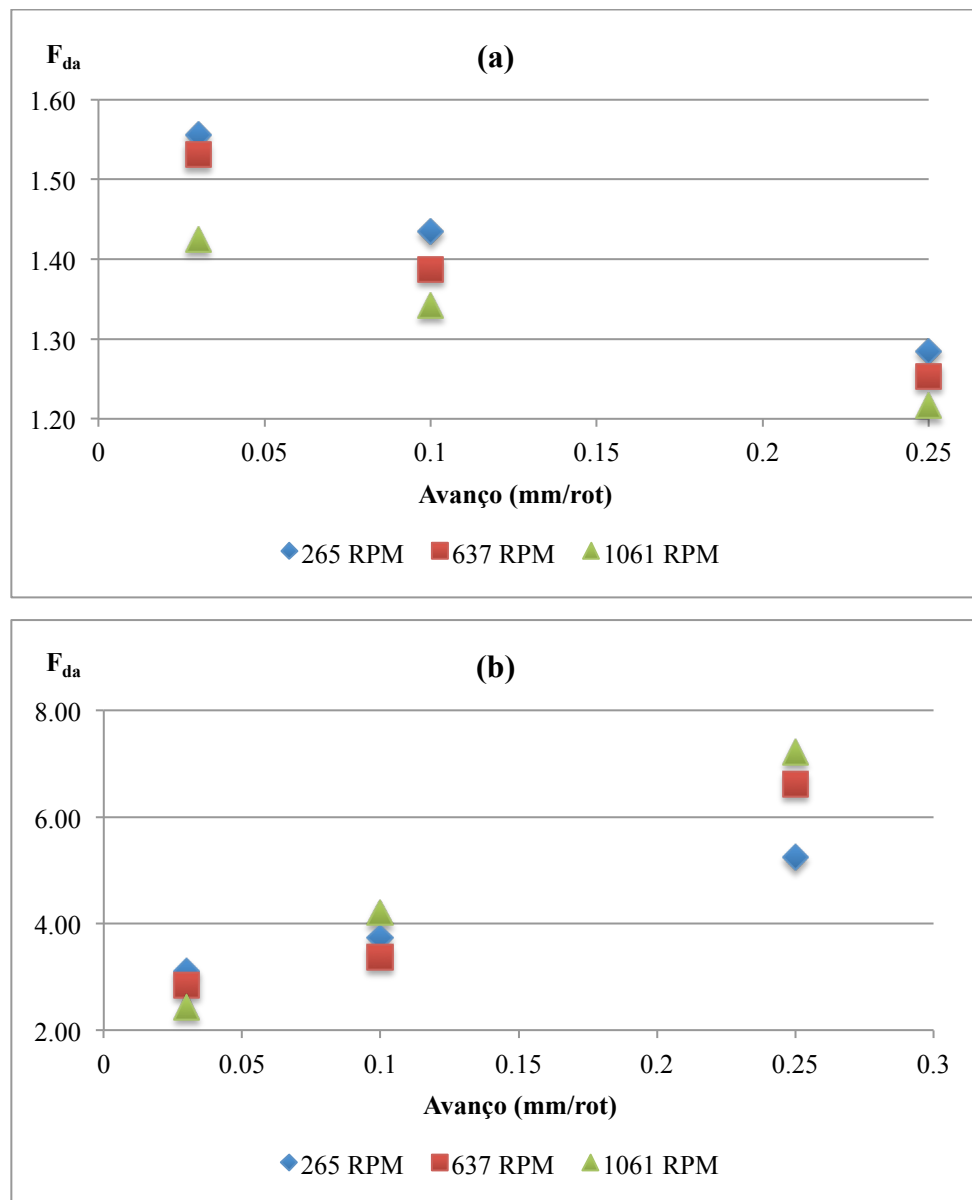 F_da
(a)
1.60
1.50
1.40
1.30
1.20
0 0.05 0.1 0.15 0.2 0.25
Avanço (mm/rot)
265 RPM 637 RPM 1061 RPM
F_da
(b)
8.00
6.00
4.00
2.00
0 0.05 0.1 0.15 0.2 0.25 0.3
Avanço (mm/rot)
265 RPM 637 RPM 1061 RPM